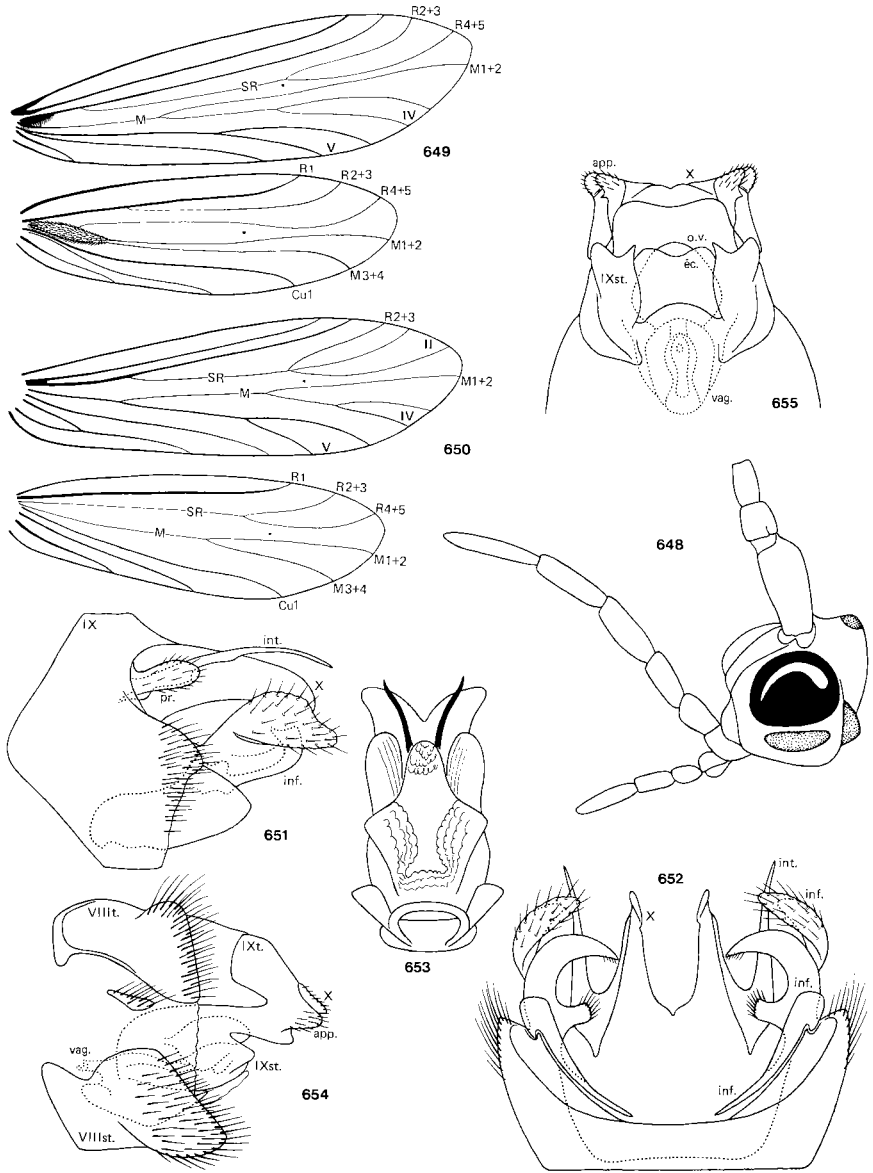 R2+3
R4+5
M1+2
SR
M
IV
V
649
R1
R2+3
R4+5
M1+2
M3+4
Cu1
R2+3
II
SR
M1+2
M
IV
V
650
R1
R2+3
SR
R4+5
M
M1+2
M3+4
Cu1
app.
X
o.v.
éc.
IXst.
vag.
655
648
IX
int.
pr.
X
inf.
651
653
652
int.
inf.
X
inf.
inf.
VIIIt.
IXt.
X
app.
vag.
IXst.
VIIIst.
654